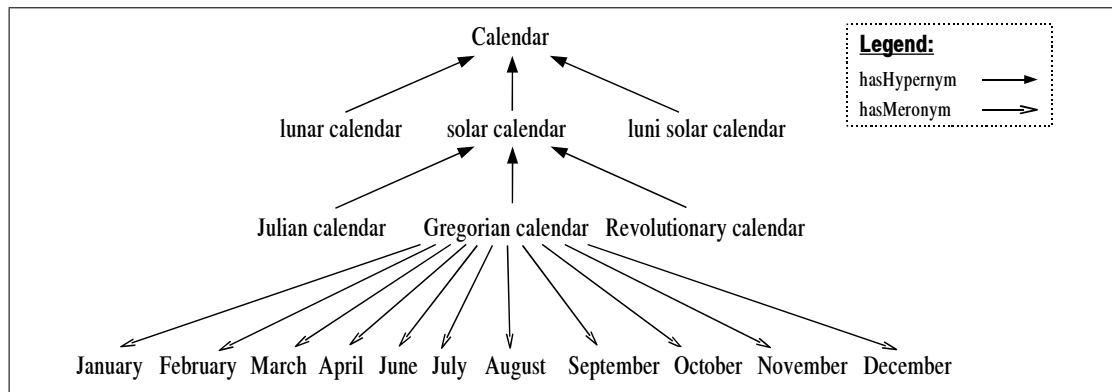 Calendar
Legend:
hasHypernym
hasMeronym
lunar calendar solar calendar luni solar calendar
Julian calendar Gregorian calendar Revolutionary calendar
January February March April June July August September October November December